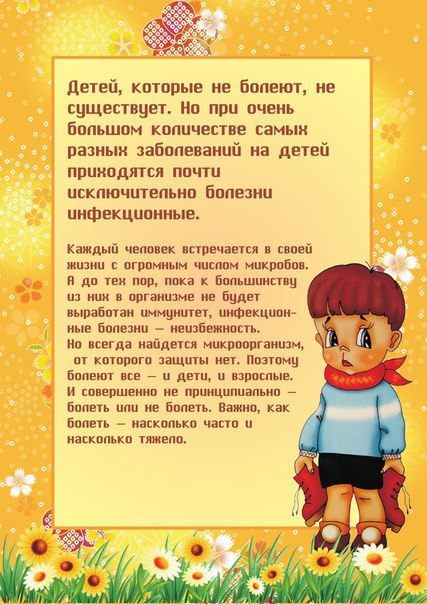 Детей, которые не болеют, не
существует. Но при очень
большом количестве самых
разных заболеваний на детей
приходятся почти
исключительно болезни
инфекционные.
Каждый человек встречается в своей
жизни с огромным числом микробов.
А до тех пор, пока к большинству
из них в организме не будет
выработан иммунитет, инфекцион-
ные болезни – неизбежность.
Но всегда найдется микроорганизм,
от которого защиты нет. Поэтому
болеют все – и дети, и взрослые.
И совершенно не принципиально –
болеть или не болеть. Важно, как
болеть – насколько часто и
насколько тяжело.